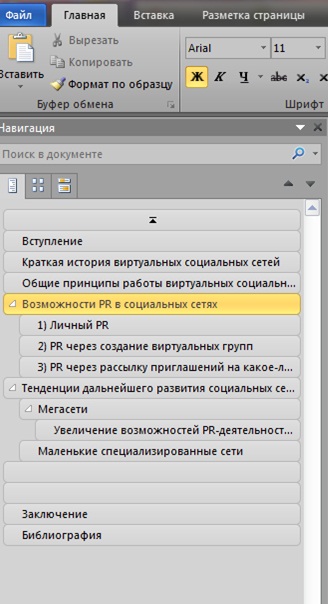 Файл Главная Вставка Разметка страницы
Вырезать
Копировать
Формат по образцу
Вставить
Буфер обмена
Arial 11
Ж К Ч abc x₂
Шрифт
Навигация
Поиск в документе
Вступление
Краткая история виртуальных социальных сетей
Общие принципы работы виртуальных социальн...
Возможности PR в социальных сетях
1) Личный PR
2) PR через создание виртуальных групп
3) PR через рассылку приглашений на какое-л...
Тенденции дальнейшего развития социальных се...
Мегасети
Увеличение возможностей PR-деятельност...
Маленькие специализированные сети
Заключение
Библиография